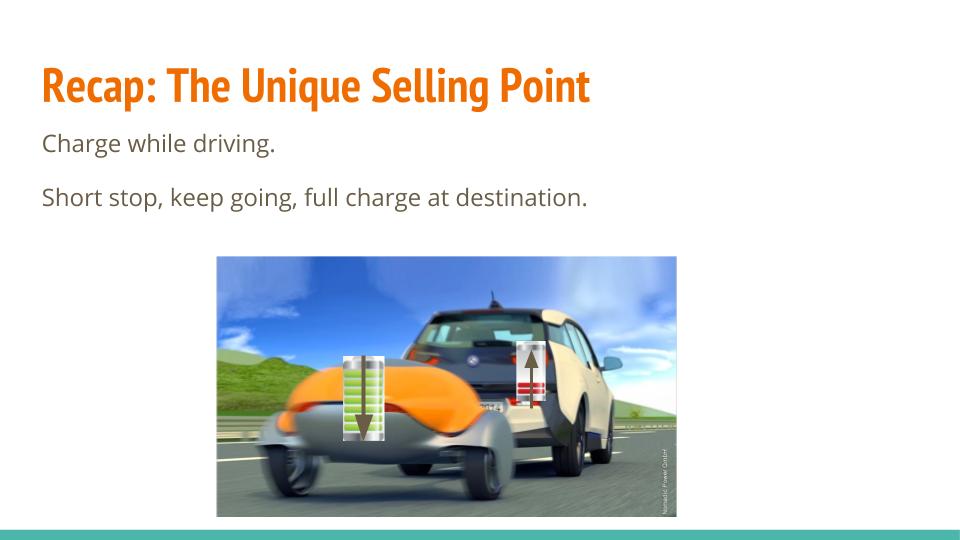 Recap: The Unique Selling Point
Charge while driving.
Short stop, keep going, full charge at destination.
Nomadic Power GmbH